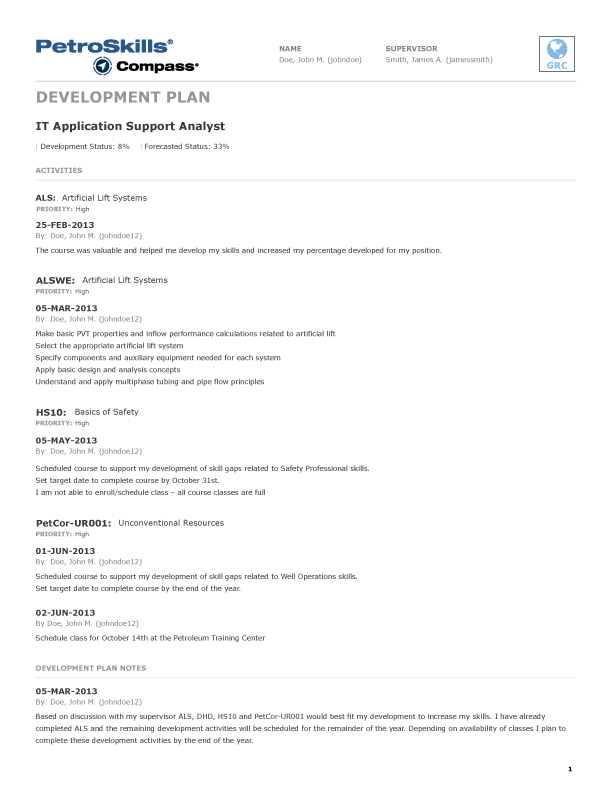 PetroSkills®
Compass®
NAME
Doe, John M. (johndoe)
SUPERVISOR
Smith, James A. (jamessmith)
GRC
DEVELOPMENT PLAN
IT Application Support Analyst
| Development Status: 8% | Forecasted Status: 33%
ACTIVITIES
ALS: Artificial Lift Systems
PRIORITY: High
25-FEB-2013
By: Doe, John M. (johndoe12)
The course was valuable and helped me develop my skills and increased my percentage developed for my position.
ALSWE: Artificial Lift Systems
PRIORITY: High
05-MAR-2013
By: Doe, John M. (johndoe12)
Make basic PVT properties and inflow performance calculations related to artificial lift
Select the appropriate artificial lift system
Specify components and auxiliary equipment needed for each system
Apply basic design and analysis concepts
Understand and apply multiphase tubing and pipe flow principles
HS10: Basics of Safety
PRIORITY: High
05-MAY-2013
By: Doe, John M. (johndoe12)
Scheduled course to support my development of skill gaps related to Safety Professional skills.
Set target date to complete course by October 31st.
I am not able to enroll/schedule class – all course classes are full
PetCor-UR001: Unconventional Resources
PRIORITY: High
01-JUN-2013
By: Doe, John M. (johndoe12)
Scheduled course to support my development of skill gaps related to Well Operations skills.
Set target date to complete course by the end of the year.
02-JUN-2013
By Doe, John M. (johndoe12)
Schedule class for October 14th at the Petroleum Training Center
DEVELOPMENT PLAN NOTES
05-MAR-2013
By: Doe, John M. (johndoe12)
Based on discussion with my supervisor ALS, DHD, HS10 and PetCor-UR001 would best fit my development to increase my skills. I have already
completed ALS and the remaining development activities will be scheduled for the remainder of the year. Depending on availability of classes I plan to
complete these development activities by the end of the year.
1